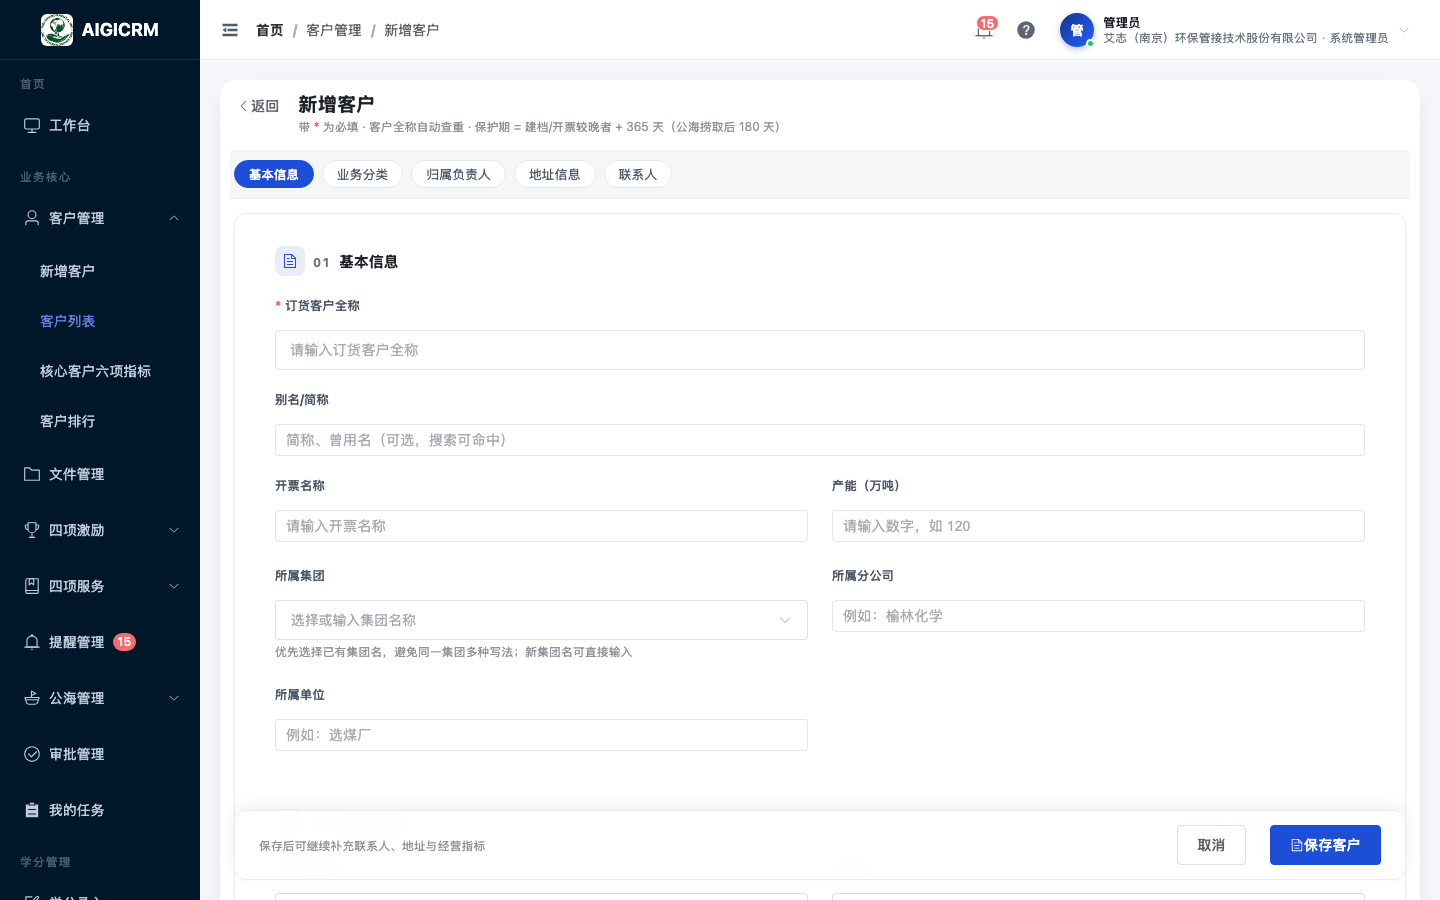 AIGICRM
首页
工作台
业务核心
客户管理
新增客户
客户列表
核心客户六项指标
客户排行
文件管理
四项激励
四项服务
提醒管理 15
公海管理
审批管理
我的任务
学分管理
首页 / 客户管理 / 新增客户
15
管
管理员
艾志（南京）环保管接技术股份有限公司 · 系统管理员
返回
新增客户
带 * 为必填 · 客户全称自动查重 · 保护期 = 建档/开票较晚者 + 365 天（公海捞取后 180 天）
基本信息 业务分类 归属负责人 地址信息 联系人
01 基本信息
* 订货客户全称
请输入订货客户全称
别名/简称
简称、曾用名（可选，搜索可命中）
开票名称 产能（万吨）
请输入开票名称 请输入数字，如 120
所属集团 所属分公司
选择或输入集团名称 例如：榆林化学
优先选择已有集团名，避免同一集团多种写法；新集团名可直接输入
所属单位
例如：选煤厂
保存后可继续补充联系人、地址与经营指标
取消 保存客户